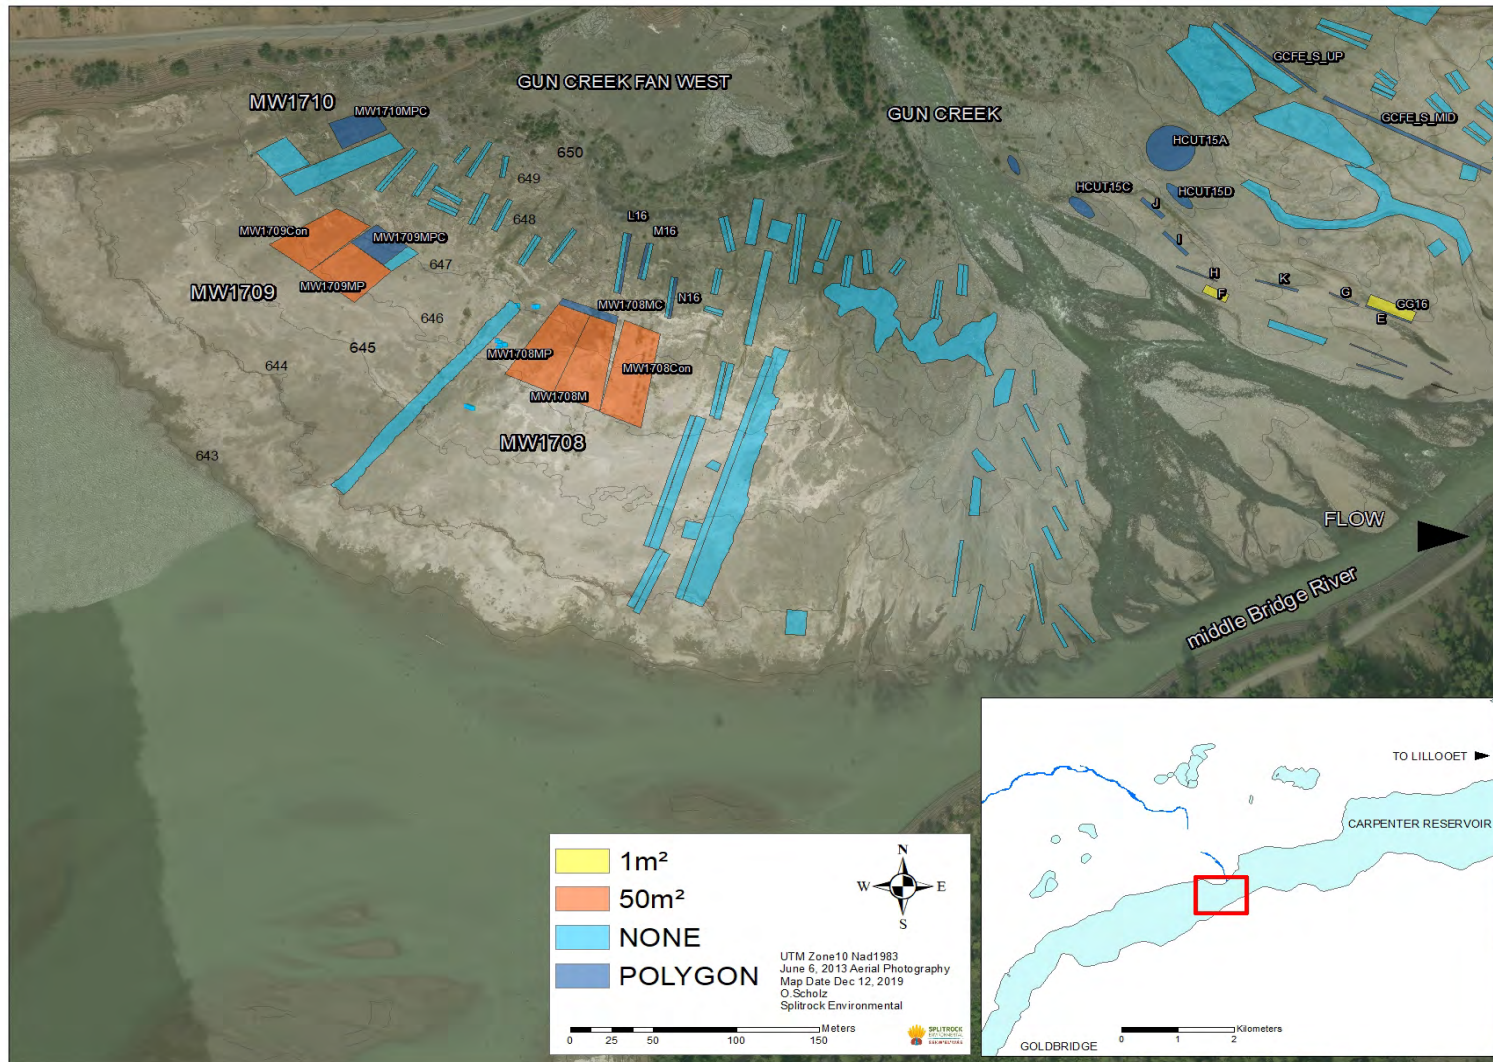 GUN CREEK FAN WEST
MW1710
MW1710MPC
GUN CREEK
GCFE_S_UP
GCFE_S_MID
HCUT15A
HCUT15C
HCUT15D
J
I
H
F
K
G
GG16
E
650
649
648
647
646
645
644
643
L16
M16
N16
MW1709Con
MW1709MPC
MW1709MP
MW1709
MW1708MC
MW1708MP
MW1708Con
MW1708M
MW1708
FLOW
middle Bridge River
1m²
50m²
NONE
POLYGON
N
W E
S
UTM Zone10 Nad1983
June 6, 2013 Aerial Photography
Map Date Dec 12, 2019
O.Scholz
Splitrock Environmental
Meters
0 25 50 100 150
SPLITROCK
TO LILLOOET
CARPENTER RESERVOIR
GOLDBRIDGE
Kilometers
0 1 2